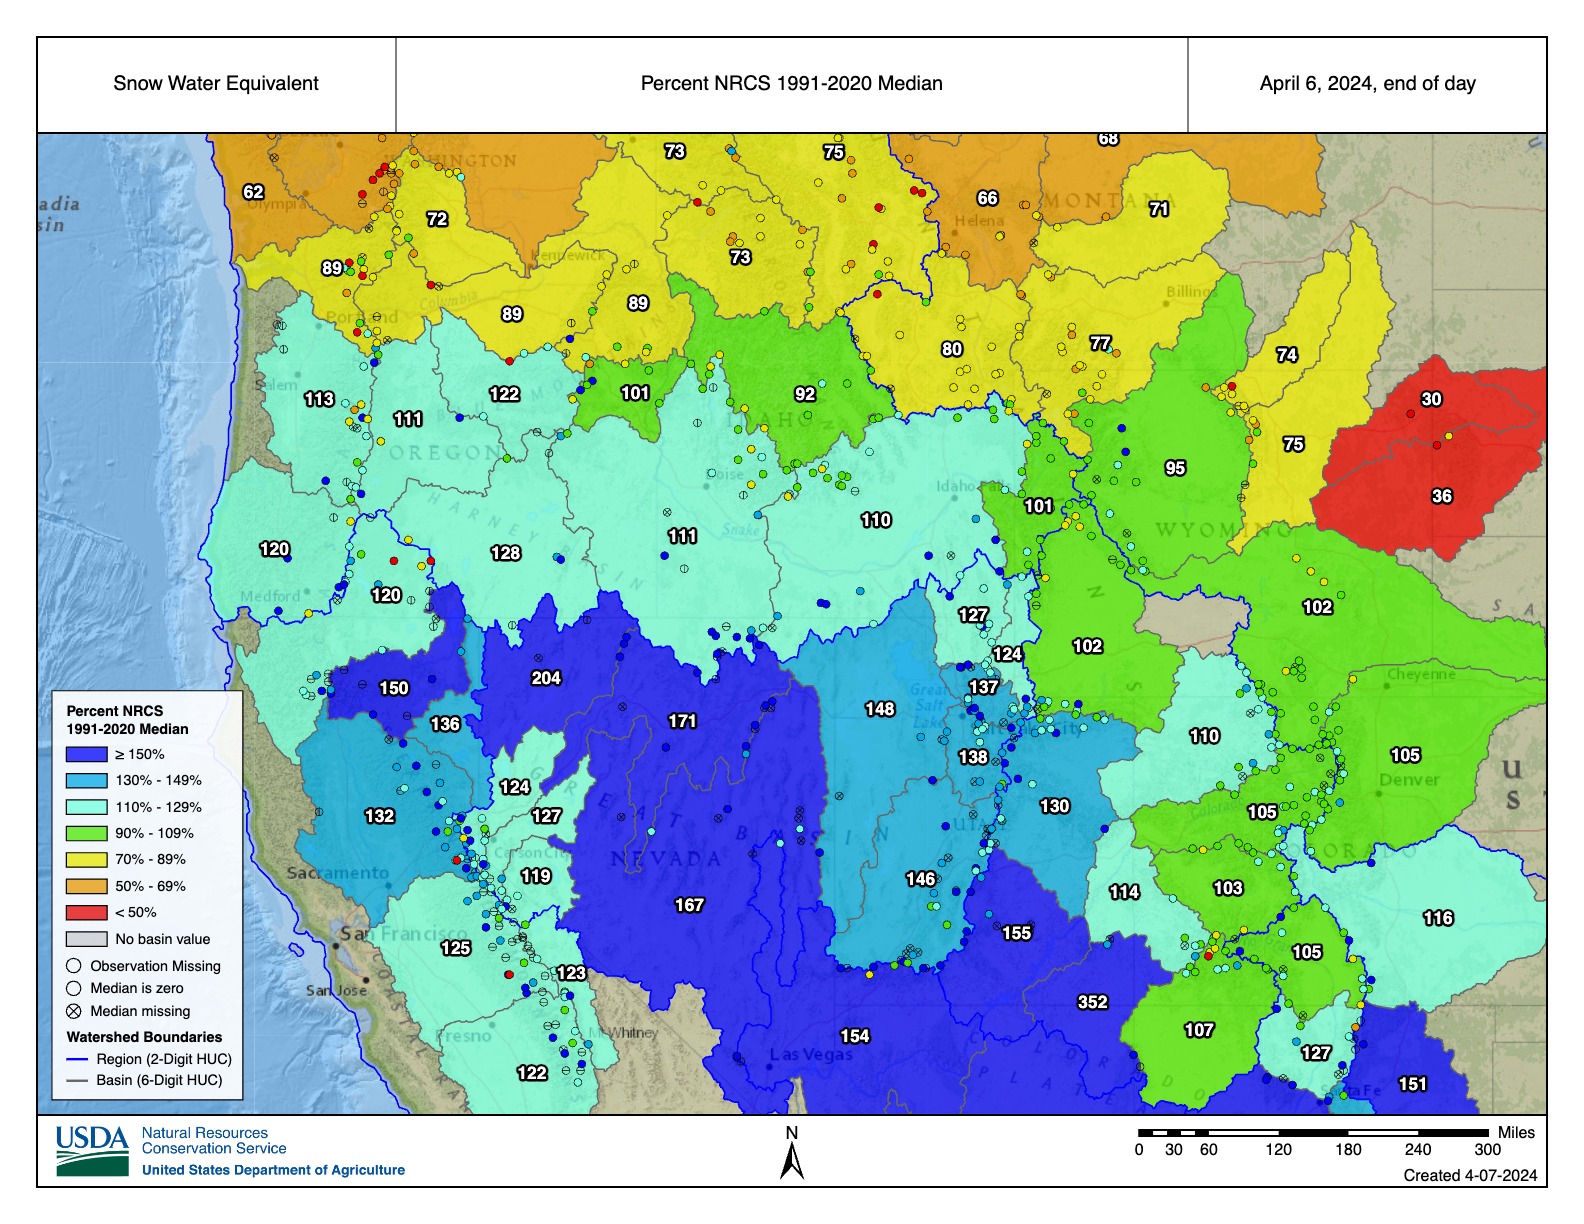 Snow Water Equivalent
Percent NRCS 1991-2020 Median
April 6, 2024, end of day
68
73
75
62
HINGTON
Olympia
66
MONTANA
71
Helena
adia
sin
72
89
73
Kennewick
89
89
Columbia
Billings
Portland
80
77
74
113
Salem
111
122
101
92
IDAHO
30
OREGON
75
95
36
Boise
Idaho Falls
101
110
111
Snake
WYOMING
HARNEY BASIN
120
128
Medford
120
127
102
102
124
150
204
137
Cheyenne
Great
Salt
Lake
148
136
171
Salt Lake City
110
105
138
Denver
U
S
124
127
130
132
105
Colorado
GREAT BASIN
UTAH
Carson City
NEVADA
COLORADO
Sacramento
119
146
114
103
167
116
San Francisco
125
155
105
123
San Jose
352
Fresno
Mt Whitney
154
107
Las Vegas
127
COLORADO
PLATEAU
122
151
Santa Fe
COASTAL RA
Percent NRCS
1991-2020 Median
≥ 150%
130% - 149%
110% - 129%
90% - 109%
70% - 89%
50% - 69%
< 50%
No basin value
Observation Missing
Median is zero
Median missing
Watershed Boundaries
Region (2-Digit HUC)
Basin (6-Digit HUC)
USDA
Natural Resources
Conservation Service
United States Department of Agriculture
N
Miles
0 30 60 120 180 240 300
Created 4-07-2024